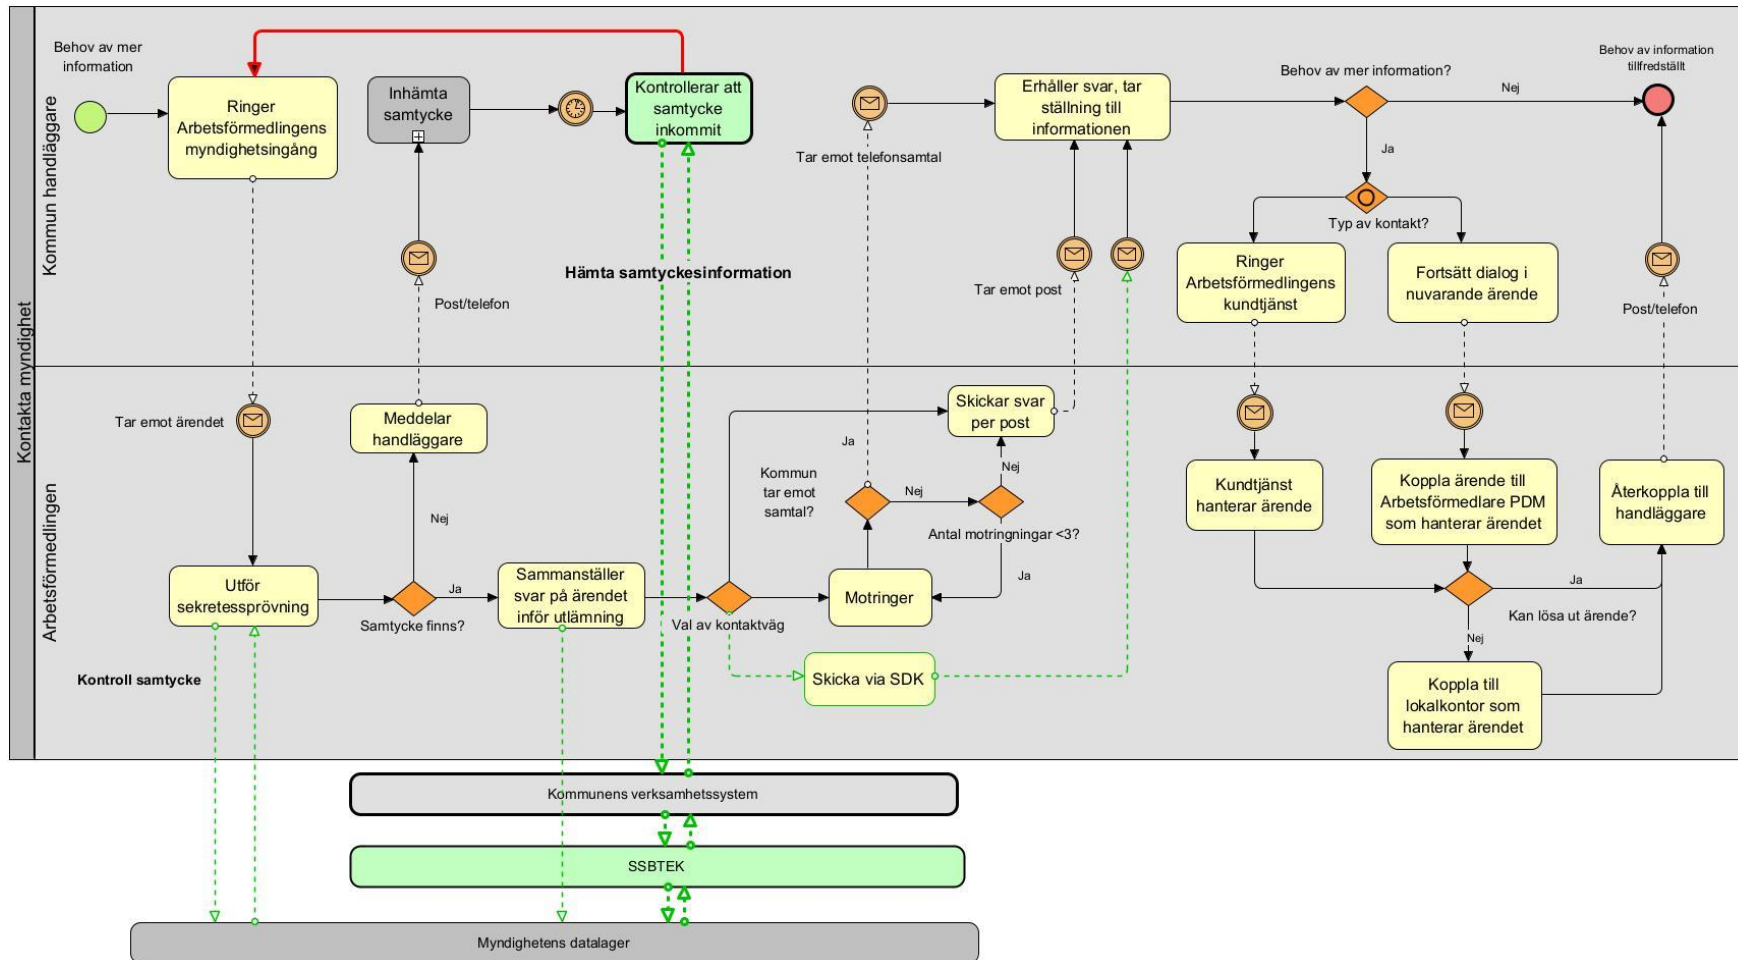 Kontakta myndighet
Kommun handläggare
Behov av mer
information
Ringer
Arbetsförmedlingens
myndighetsingång
Inhämta
samtycke
Kontrollerar att
samtycke
inkommit
Erhåller svar, tar
ställning till
informationen
Behov av mer information?
Nej
Behov av information
tillfredställt
Tar emot telefonsamtal
Ja
Typ av kontakt?
Post/telefon
Hämta samtyckesinformation
Tar emot post
Ringer
Arbetsförmedlingens
kundtjänst
Fortsätt dialog i
nuvarande ärende
Post/telefon
Arbetsförmedlingen
Tar emot ärendet
Meddelar
handläggare
Skickar svar
per post
Ja
Nej
Kommun
tar emot
samtal?
Nej
Nej
Antal motringningar <3?
Ja
Kundtjänst
hanterar ärende
Koppla ärende till
Arbetsförmedlare PDM
som hanterar ärendet
Återkoppla till
handläggare
Utför
sekretessprövning
Ja
Samtycke finns?
Sammanställer
svar på ärendet
inför utlämning
Val av kontaktväg
Motringer
Ja
Kan lösa ut ärende?
Nej
Kontroll samtycke
Skicka via SDK
Koppla till
lokalkontor som
hanterar ärendet
Kommunens verksamhetssystem
SSBTEK
Myndighetens datalager